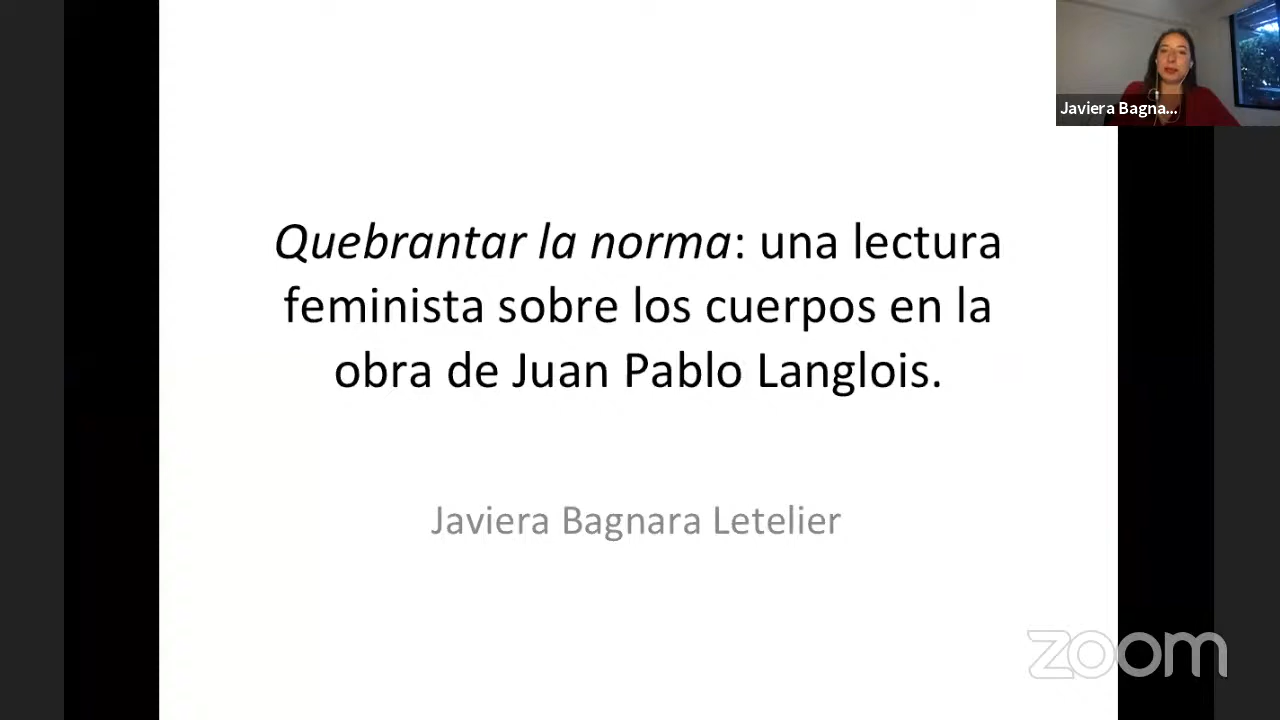 Javiera Bagna...
Quebrantar la norma: una lectura
feminista sobre los cuerpos en la
obra de Juan Pablo Langlois.
Javiera Bagnara Letelier
zoom